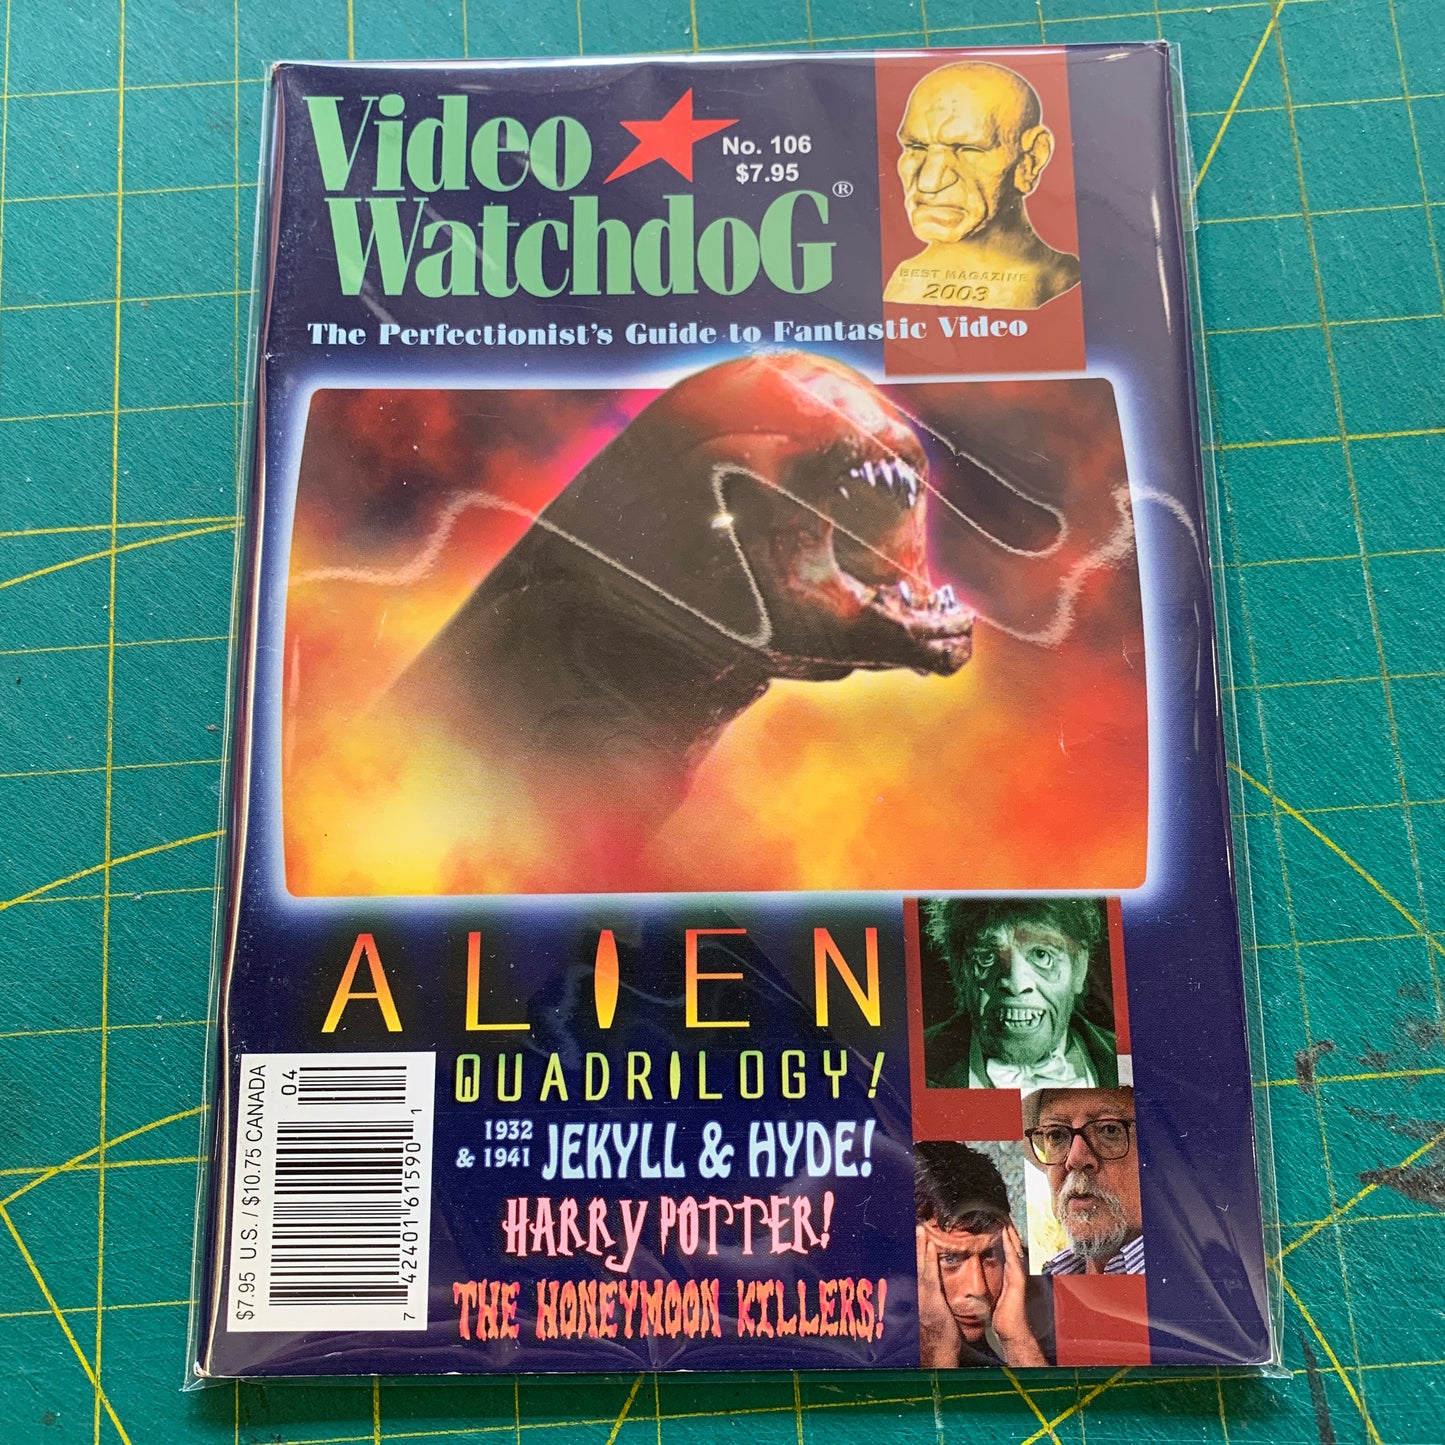 Video
No. 106
$7.95
WatchdoG®
BEST MAGAZINE
2003
The Perfectionist's Guide to Fantastic Video
ALIEN
QUADRILOGY!
1932
& 1941
JEKYLL & HYDE!
HARRY POTTER!
THE HONEYMOON KILLERS!
$7.95 U.S. / $10.75 CANADA
04
7 42401 61590 1